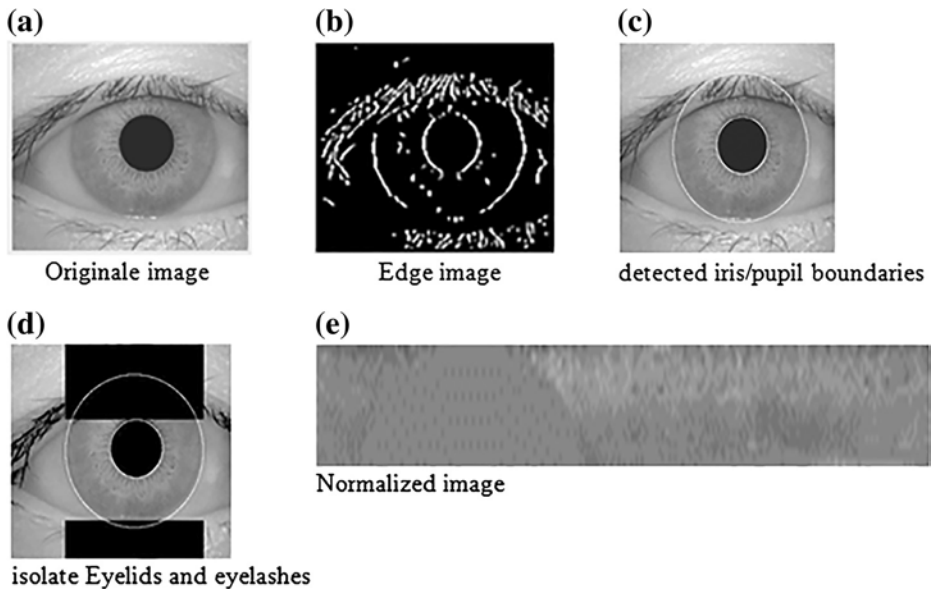 (a)
Originale image
(b)
Edge image
(c)
detected iris/pupil boundaries
(d)
isolate Eyelids and eyelashes
(e)
Normalized image